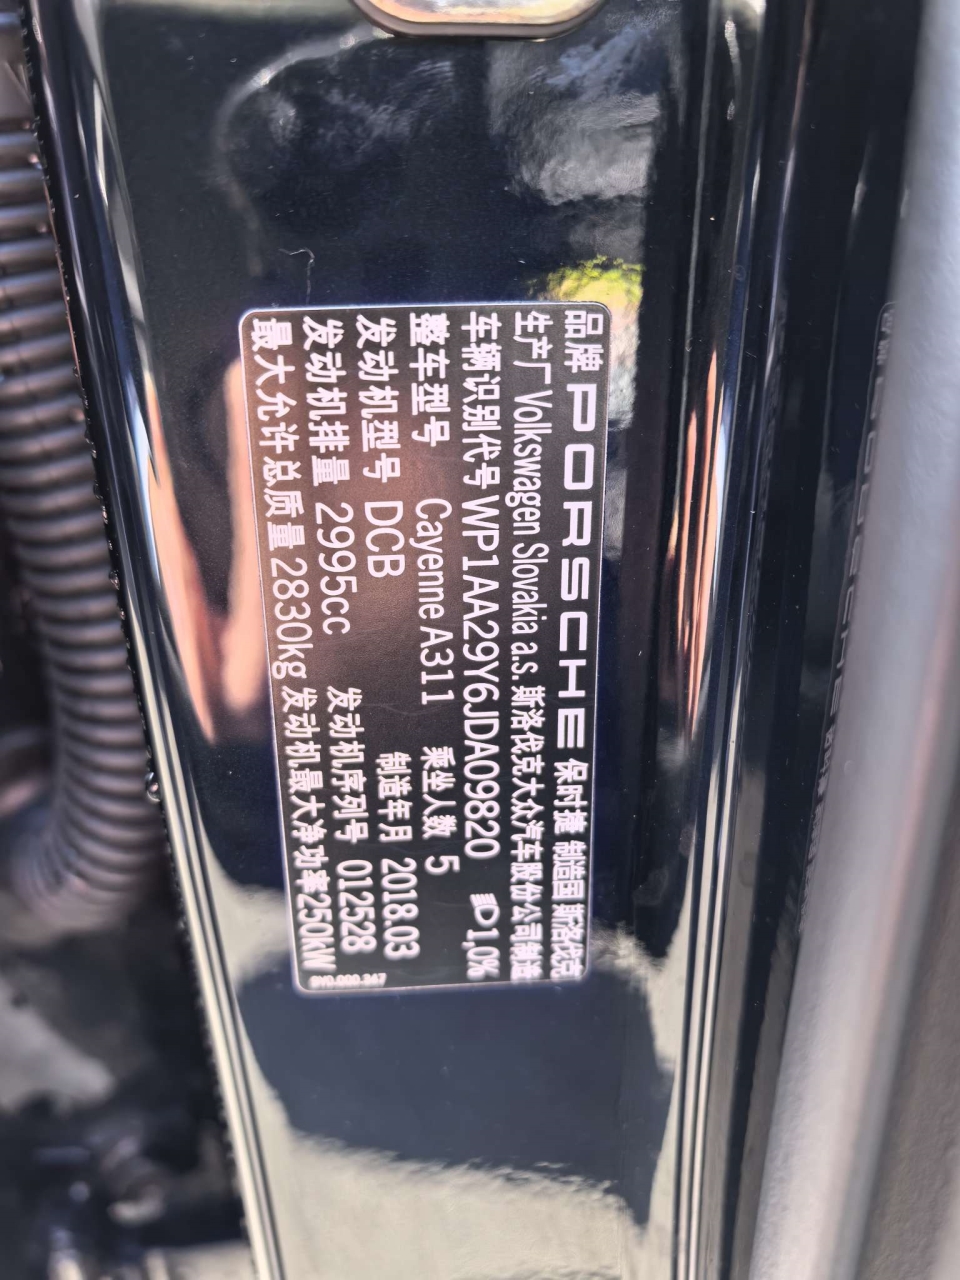 品牌 PORSCHE 保时捷 制造国 斯洛伐克
生产厂 Volkswagen Slovakia a.s. 斯洛伐克大众汽车股份公司制造
车辆识别代号 WP1AA29Y6JDA09820 1,0%
整车型号 Cayenne A311 乘坐人数 5
发动机型号 DCB 制造年月 2018.03
发动机排量 2995cc 发动机序列号 012528
最大允许总质量 2830kg 发动机最大净功率250kW